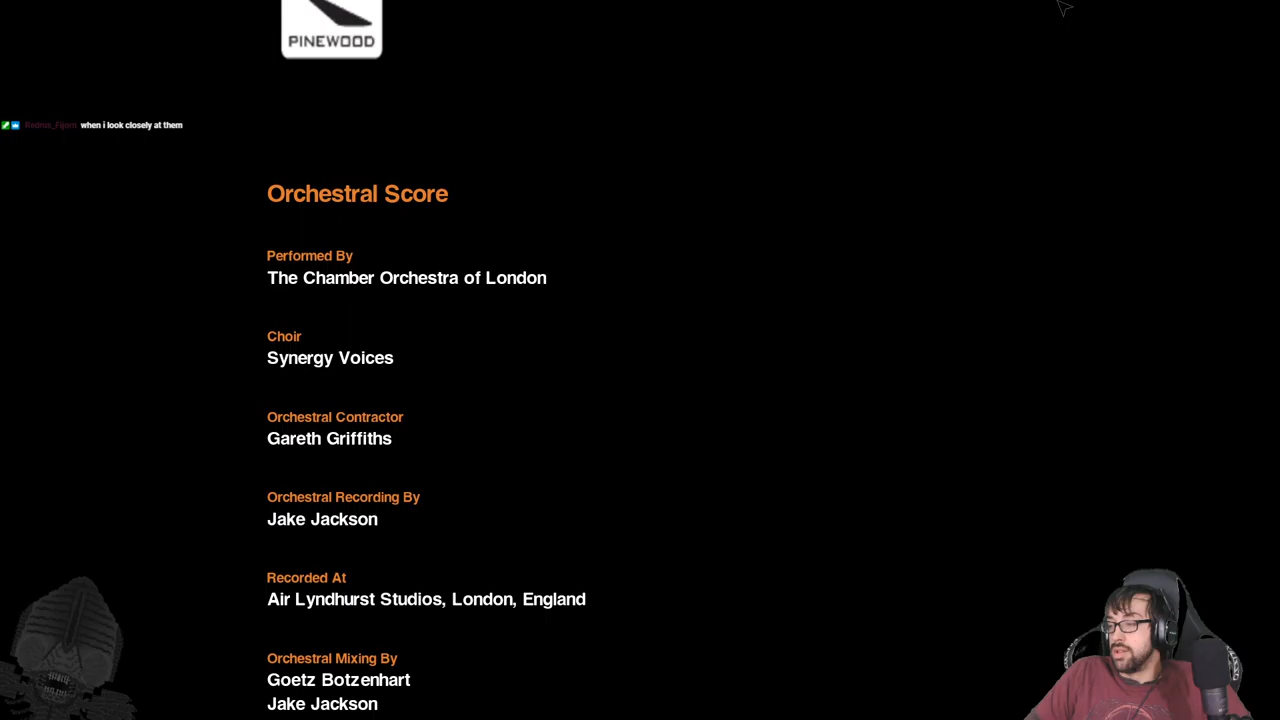 PINEWOOD
Redrus_Fijorn when i look closely at them
Orchestral Score
Performed By
The Chamber Orchestra of London
Choir
Synergy Voices
Orchestral Contractor
Gareth Griffiths
Orchestral Recording By
Jake Jackson
Recorded At
Air Lyndhurst Studios, London, England
Orchestral Mixing By
Goetz Botzenhart
Jake Jackson